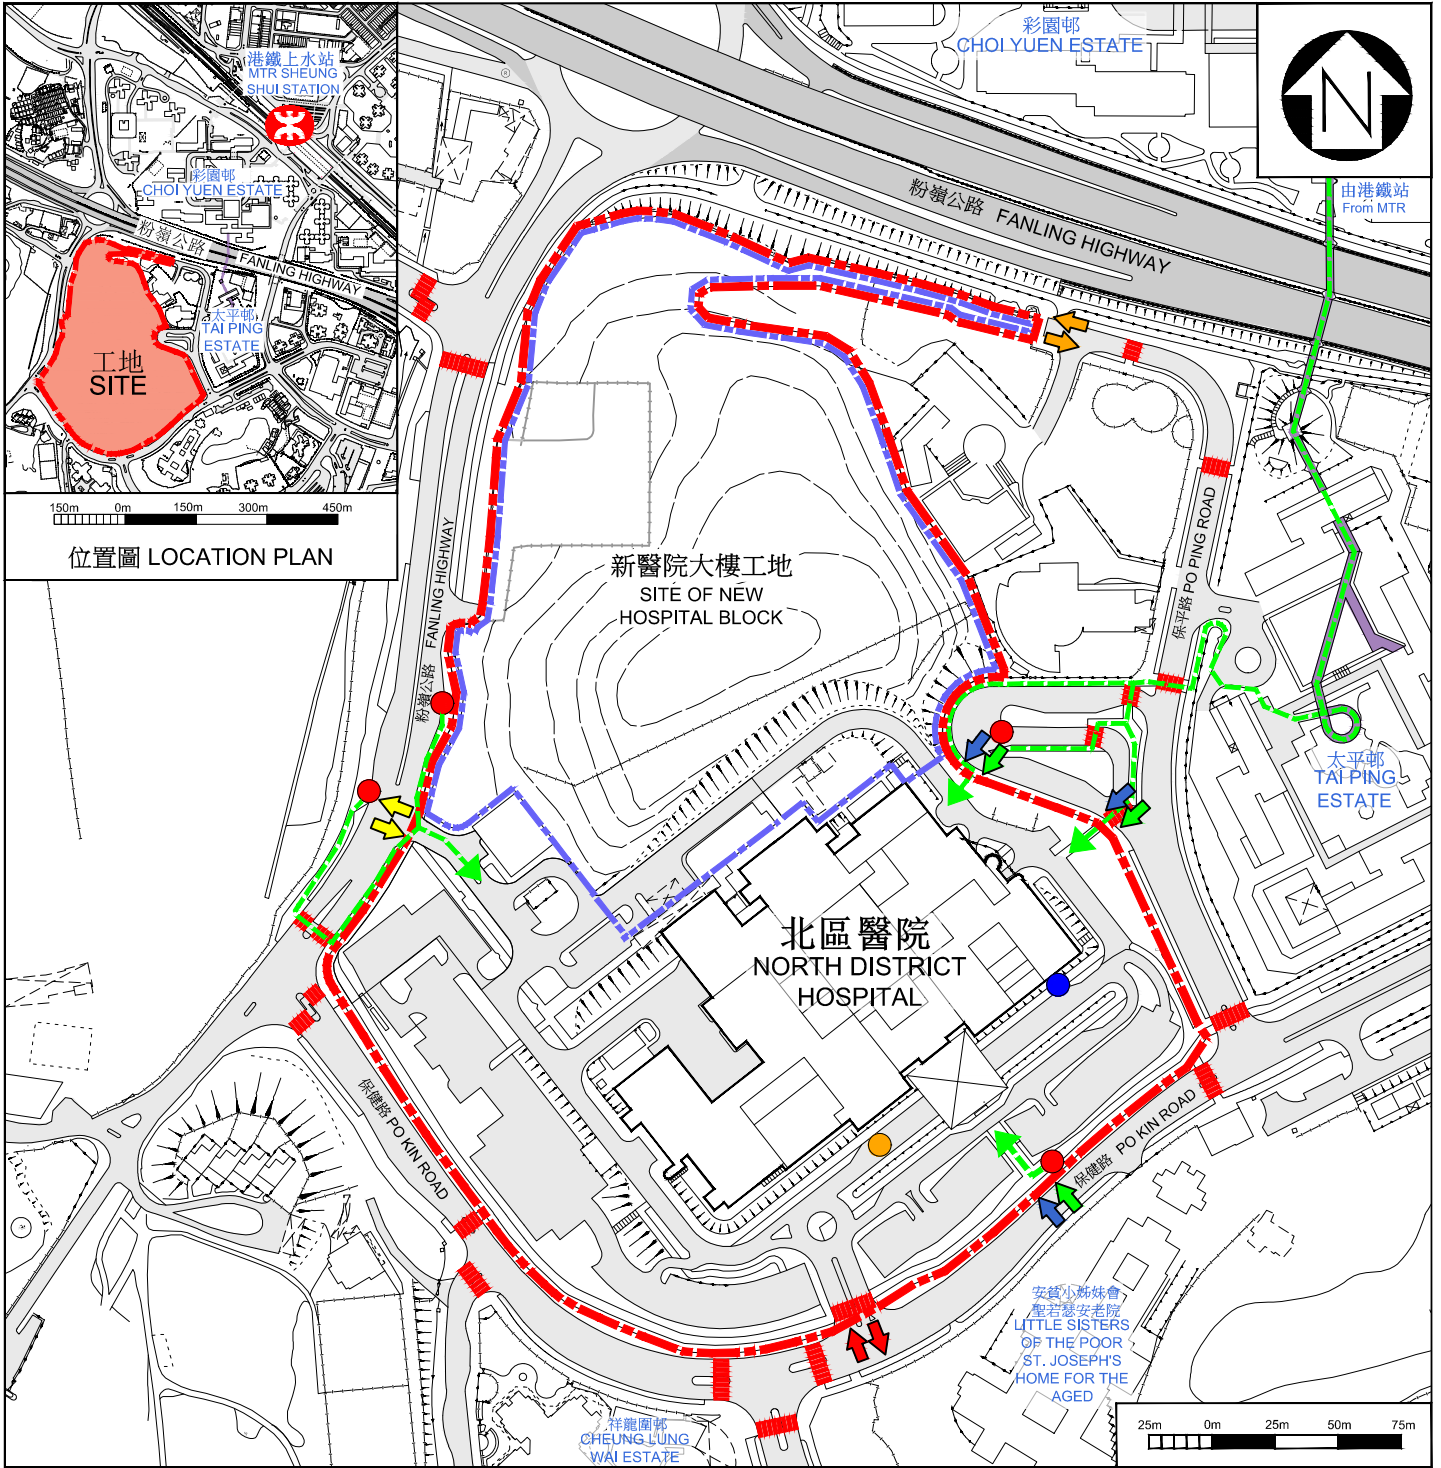 港鐵上水站
MTR SHEUNG
SHUI STATION
彩園邨
CHOI YUEN ESTATE
粉嶺公路 FANLING HIGHWAY
太平邨
TAI PING
ESTATE
工地
SITE
150m 0m 150m 300m 450m
位置圖 LOCATION PLAN
彩園邨
CHOI YUEN ESTATE
N
由港鐵站
From MTR
粉嶺公路 FANLING HIGHWAY
粉嶺公路 FANLING HIGHWAY
新醫院大樓工地
SITE OF NEW
HOSPITAL BLOCK
保平路 PO PING ROAD
太平邨
TAI PING
ESTATE
北區醫院
NORTH DISTRICT
HOSPITAL
保健路 PO KIN ROAD
保健路 PO KIN ROAD
安貧小姊妹會
聖若瑟安老院
LITTLE SISTERS
OF THE POOR
ST. JOSEPH'S
HOME FOR THE
AGED
祥龍圍邨
CHEUNG LUNG
WAI ESTATE
25m 0m 25m 50m 75m